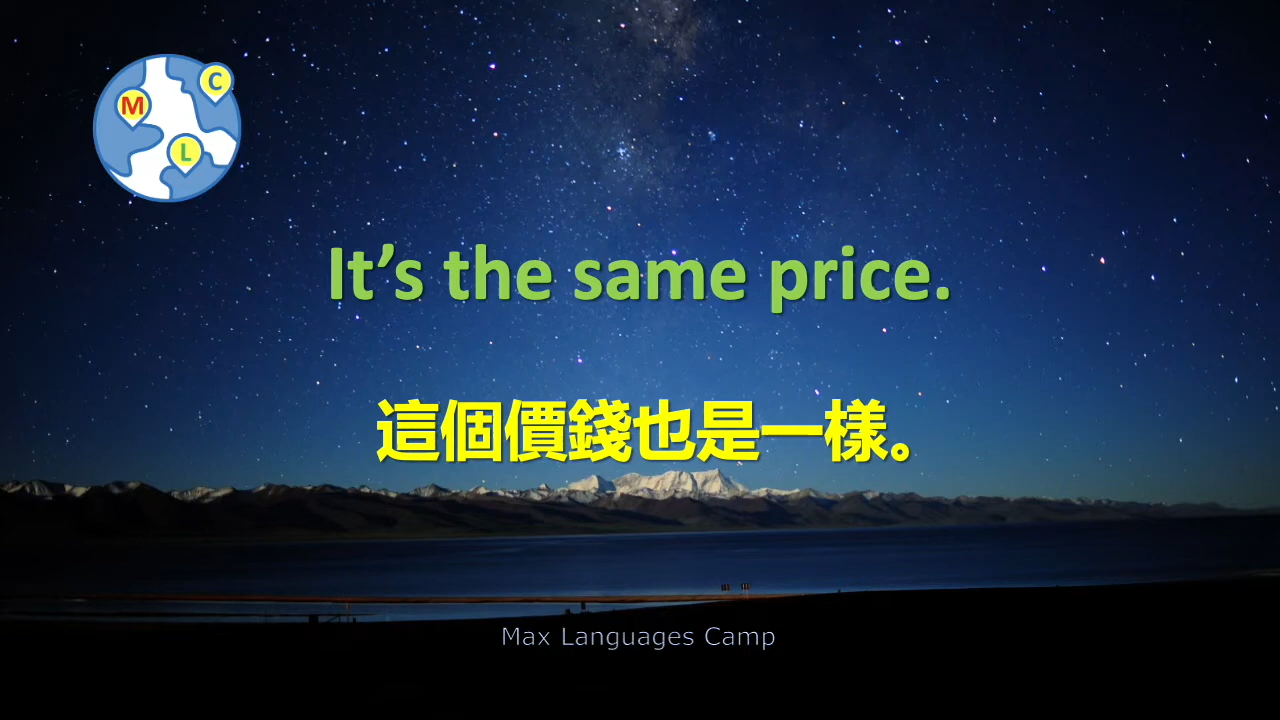 C
M
L
It’s the same price.
這個價錢也是一樣。
Max Languages Camp